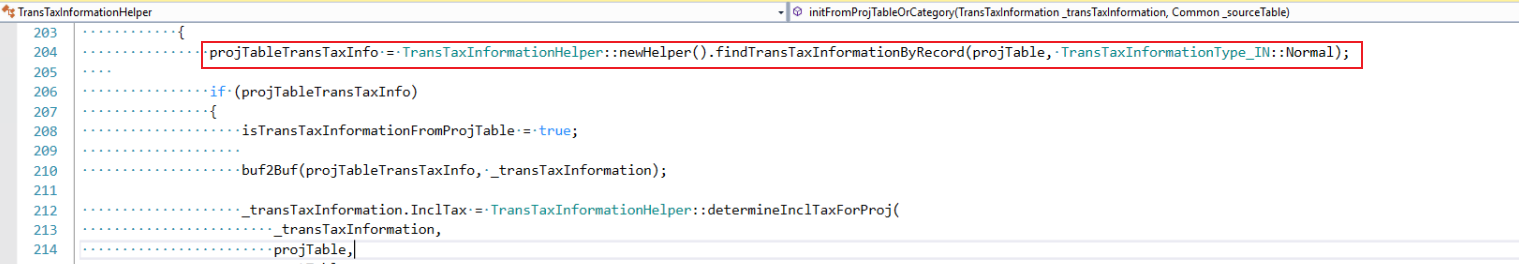 TransTaxInformationHelper
initFromProjTableOrCategory(TransTaxInformation _transTaxInformation, Common _sourceTable)
203 {
204 projTableTransTaxInfo = TransTaxInformationHelper::newHelper().findTransTaxInformationByRecord(projTable, TransTaxInformationType_IN::Normal);
205
206 if (projTableTransTaxInfo)
207 {
208 isTransTaxInformationFromProjTable = true;
209
210 buf2Buf(projTableTransTaxInfo, _transTaxInformation);
211
212 _transTaxInformation.InclTax = TransTaxInformationHelper::determineInclTaxForProj(
213 _transTaxInformation,
214 projTable,